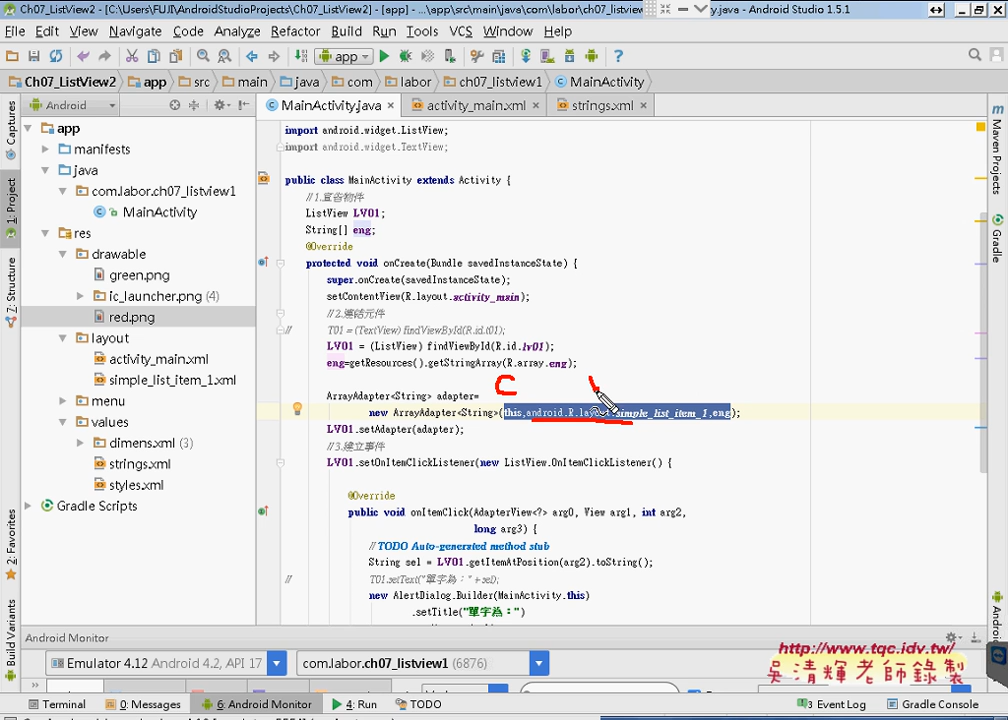 Ch07_ListView2 - [C:\Users\FUJI\AndroidStudioProjects\Ch07_ListView2] - [app] - ...\app\src\main\java\com\labor\ch07_listview
y.java - Android Studio 1.5.1
File Edit View Navigate Code Analyze Refactor Build Run Tools VCS Window Help
app
Ch07_ListView2 app src main java com labor ch07_listview1 MainActivity
Android
MainActivity.java activity_main.xml strings.xml
Captures
1: Project
7: Structure
2: Favorites
Build Variants
app
manifests
java
com.labor.ch07_listview1
MainActivity
res
drawable
green.png
ic_launcher.png (4)
red.png
layout
activity_main.xml
simple_list_item_1.xml
menu
values
dimens.xml (3)
strings.xml
styles.xml
Gradle Scripts
import android.widget.ListView;
import android.widget.TextView;
public class MainActivity extends Activity {
//1.宣告物件
ListView LV01;
String[] eng;
@Override
protected void onCreate(Bundle savedInstanceState) {
super.onCreate(savedInstanceState);
setContentView(R.layout.activity_main);
//2.連結元件
// T01 = (TextView) findViewById(R.id.t01);
LV01 = (ListView) findViewById(R.id.lv01);
eng=getResources().getStringArray(R.array.eng);
ArrayAdapter<String> adapter=
new ArrayAdapter<String>(this,android.R.layout.simple_list_item_1,eng);
LV01.setAdapter(adapter);
//3.建立事件
LV01.setOnItemClickListener(new ListView.OnItemClickListener() {
@Override
public void onItemClick(AdapterView<?> arg0, View arg1, int arg2,
long arg3) {
// TODO Auto-generated method stub
String sel = LV01.getItemAtPosition(arg2).toString();
// T01.setText("單字為：" + sel);
new AlertDialog.Builder(MainActivity.this)
.setTitle("單字為：")
m
Maven Projects
Gradle
Android Monitor
Emulator 4.12 Android 4.2, API 17
com.labor.ch07_listview1 (6876)
http://www.tqc.idv.tw/
吳清輝老師錄製
Terminal 0: Messages 6: Android Monitor 4: Run TODO
3 Event Log Gradle Console